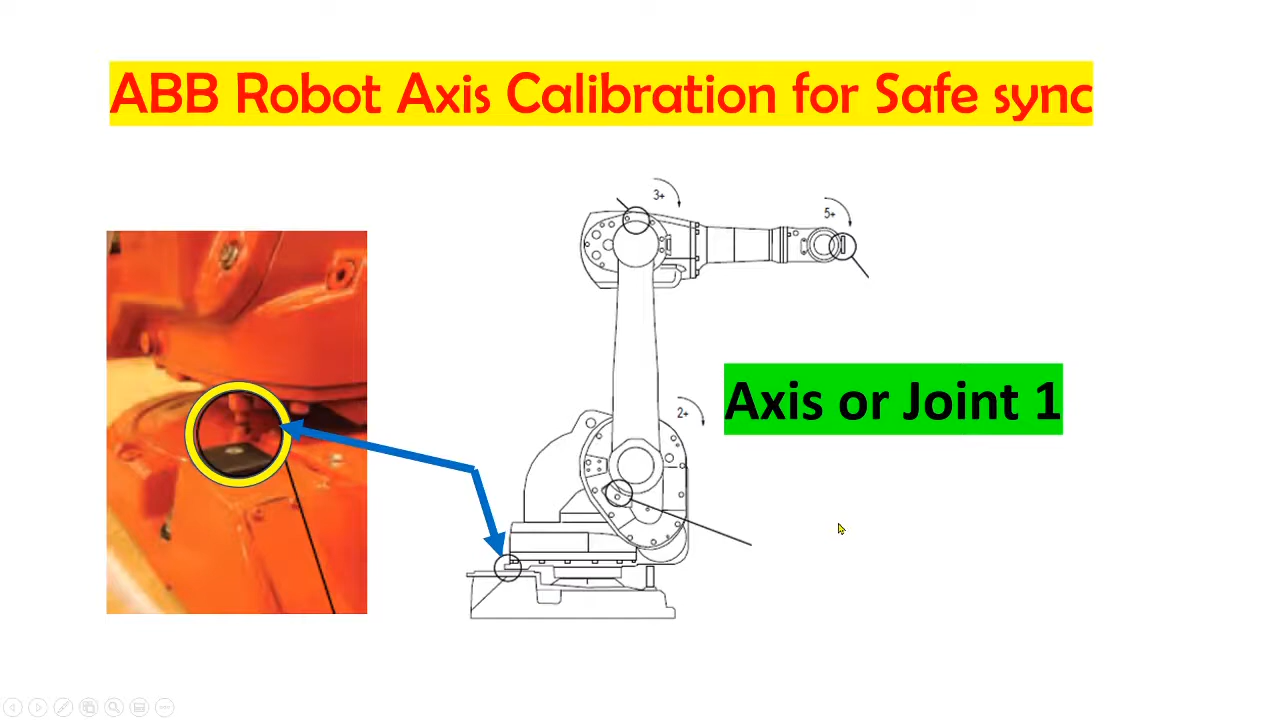 ABB Robot Axis Calibration for Safe sync
3+
5+
Axis or Joint 1
2+